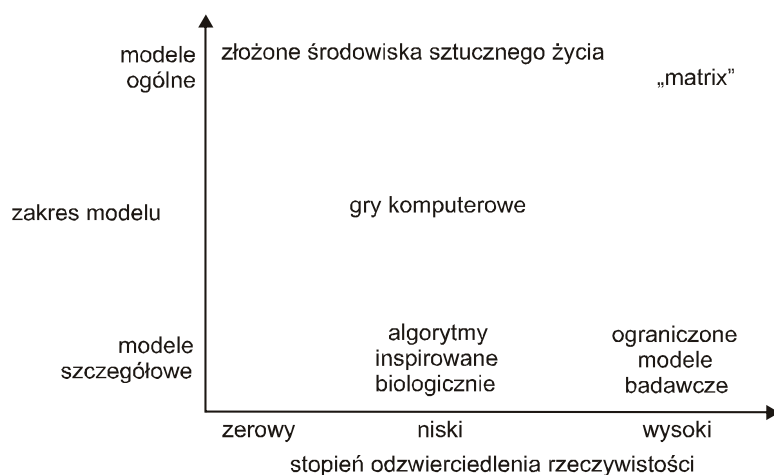 modele
ogólne
złożone środowiska sztucznego życia
„matrix”
zakres modelu
gry komputerowe
modele
szczegółowe
algorytmy
inspirowane
biologicznie
ograniczone
modele
badawcze
zerowy
niski
wysoki
stopień odzwierciedlenia rzeczywistości